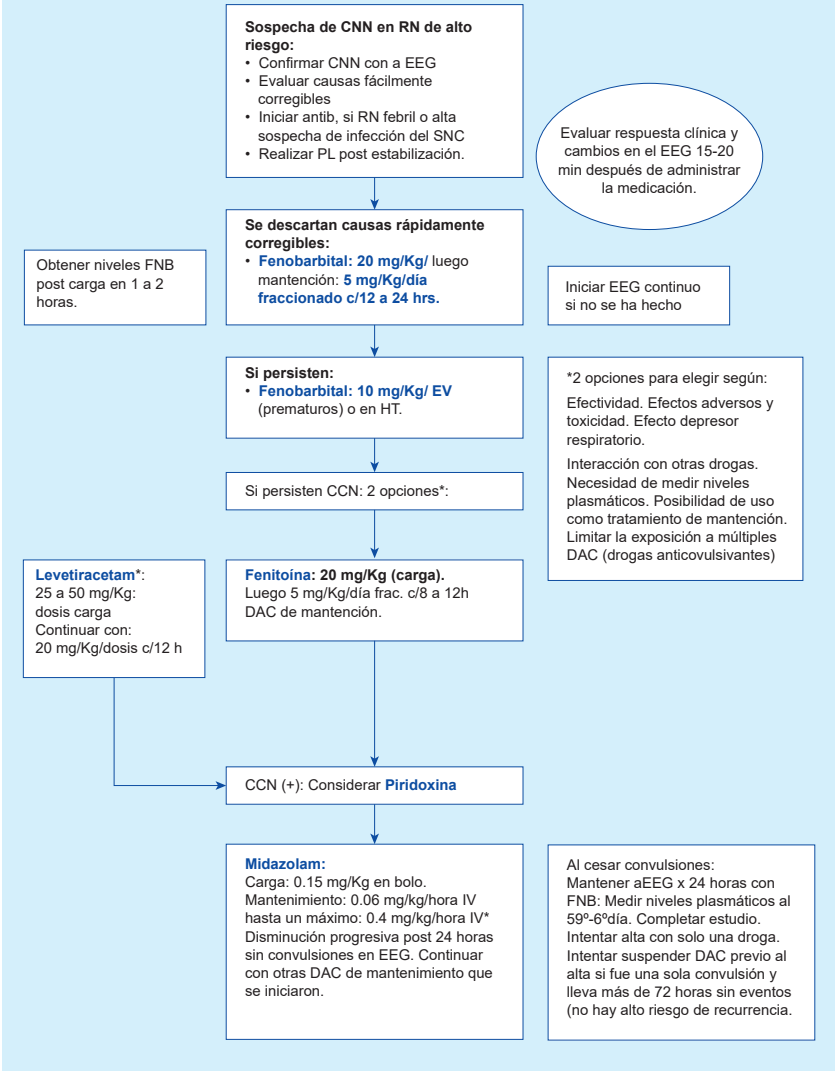 Sospecha de CNN en RN de alto
riesgo:
• Confirmar CNN con a EEG
• Evaluar causas fácilmente
corregibles
• Iniciar antib, si RN febril o alta
sospecha de infección del SNC
• Realizar PL post estabilización.
Evaluar respuesta clínica y
cambios en el EEG 15-20
min después de administrar
la medicación.
Se descartan causas rápidamente
corregibles:
• Fenobarbital: 20 mg/Kg/ luego
mantención: 5 mg/Kg/día
fraccionado c/12 a 24 hrs.
Obtener niveles FNB
post carga en 1 a 2
horas.
Iniciar EEG continuo
si no se ha hecho
Si persisten:
• Fenobarbital: 10 mg/Kg/ EV
(prematuros) o en HT.
*2 opciones para elegir según:
Efectividad. Efectos adversos y
toxicidad. Efecto depresor
respiratorio.
Interacción con otras drogas.
Necesidad de medir niveles
plasmáticos. Posibilidad de uso
como tratamiento de mantención.
Limitar la exposición a múltiples
DAC (drogas anticovulsivantes)
Si persisten CCN: 2 opciones*:
Levetiracetam*:
25 a 50 mg/Kg:
dosis carga
Continuar con:
20 mg/Kg/dosis c/12 h
Fenitoína: 20 mg/Kg (carga).
Luego 5 mg/Kg/día frac. c/8 a 12h
DAC de mantención.
CCN (+): Considerar Piridoxina
Midazolam:
Carga: 0.15 mg/Kg en bolo.
Mantenimiento: 0.06 mg/kg/hora IV
hasta un máximo: 0.4 mg/kg/hora IV*
Disminución progresiva post 24 horas
sin convulsiones en EEG. Continuar
con otras DAC de mantenimiento que
se iniciaron.
Al cesar convulsiones:
Mantener aEEG x 24 horas con
FNB: Medir niveles plasmáticos al
59º-6ºdía. Completar estudio.
Intentar alta con solo una droga.
Intentar suspender DAC previo al
alta si fue una sola convulsión y
lleva más de 72 horas sin eventos
(no hay alto riesgo de recurrencia.